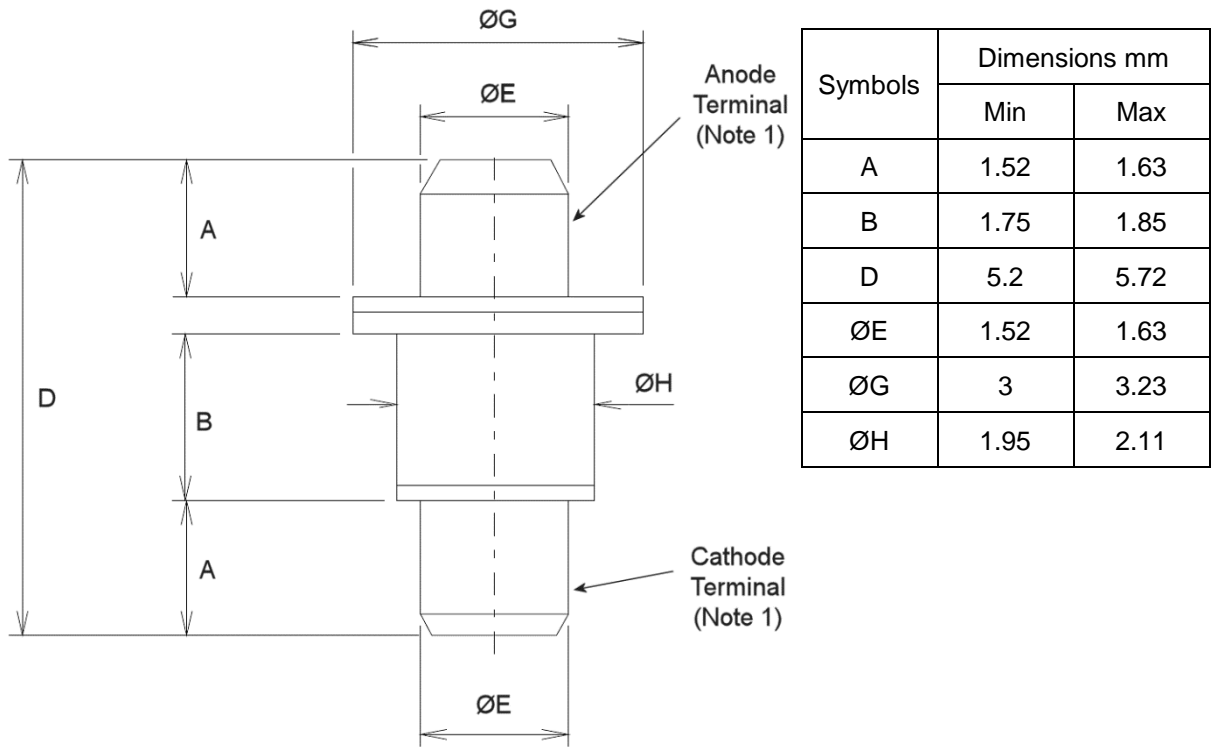 ØG
ØE
Anode
Terminal
(Note 1)
A
D
B
ØH
A
Cathode
Terminal
(Note 1)
ØE
Symbols Dimensions mm
Min Max
A 1.52 1.63
B 1.75 1.85
D 5.2 5.72
ØE 1.52 1.63
ØG 3 3.23
ØH 1.95 2.11